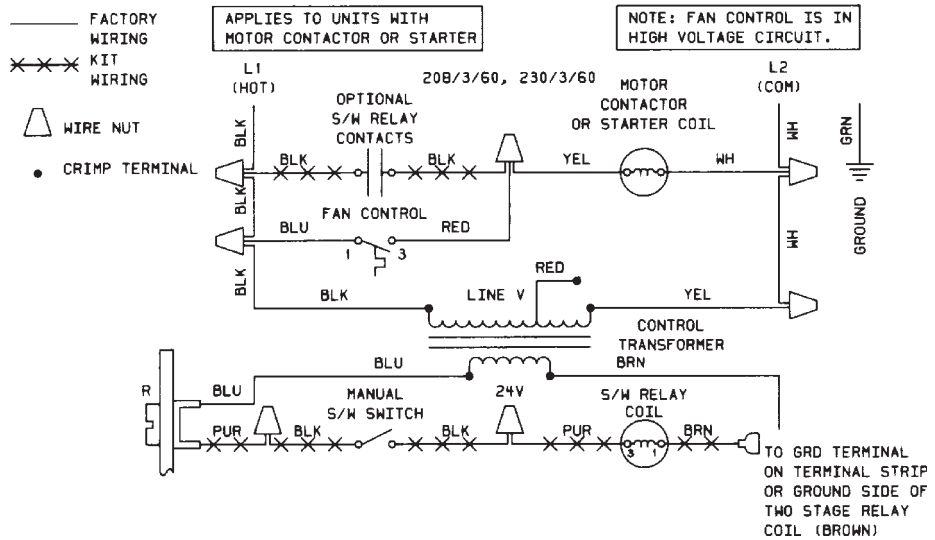 FACTORY
WIRING
KIT
WIRING
WIRE NUT
CRIMP TERMINAL
APPLIES TO UNITS WITH
MOTOR CONTACTOR OR STARTER
NOTE: FAN CONTROL IS IN
HIGH VOLTAGE CIRCUIT.
L1
(HOT)
208/3/60, 230/3/60
L2
(COM)
OPTIONAL
S/W RELAY
CONTACTS
MOTOR
CONTACTOR
OR STARTER COIL
BLK
WH
GRN
BLK
BLK
YEL
WH
BLK
FAN CONTROL
BLU
1
3
RED
WH
GROUND
BLK
RED
BLK
LINE V
YEL
CONTROL
TRANSFORMER
BLU
BRN
R
BLU
MANUAL
S/W SWITCH
24V
S/W RELAY
COIL
PUR
BLK
BLK
PUR
3
1
BRN
TO GRD TERMINAL
ON TERMINAL STRIP
OR GROUND SIDE OF
TWO STAGE RELAY
COIL (BROWN)